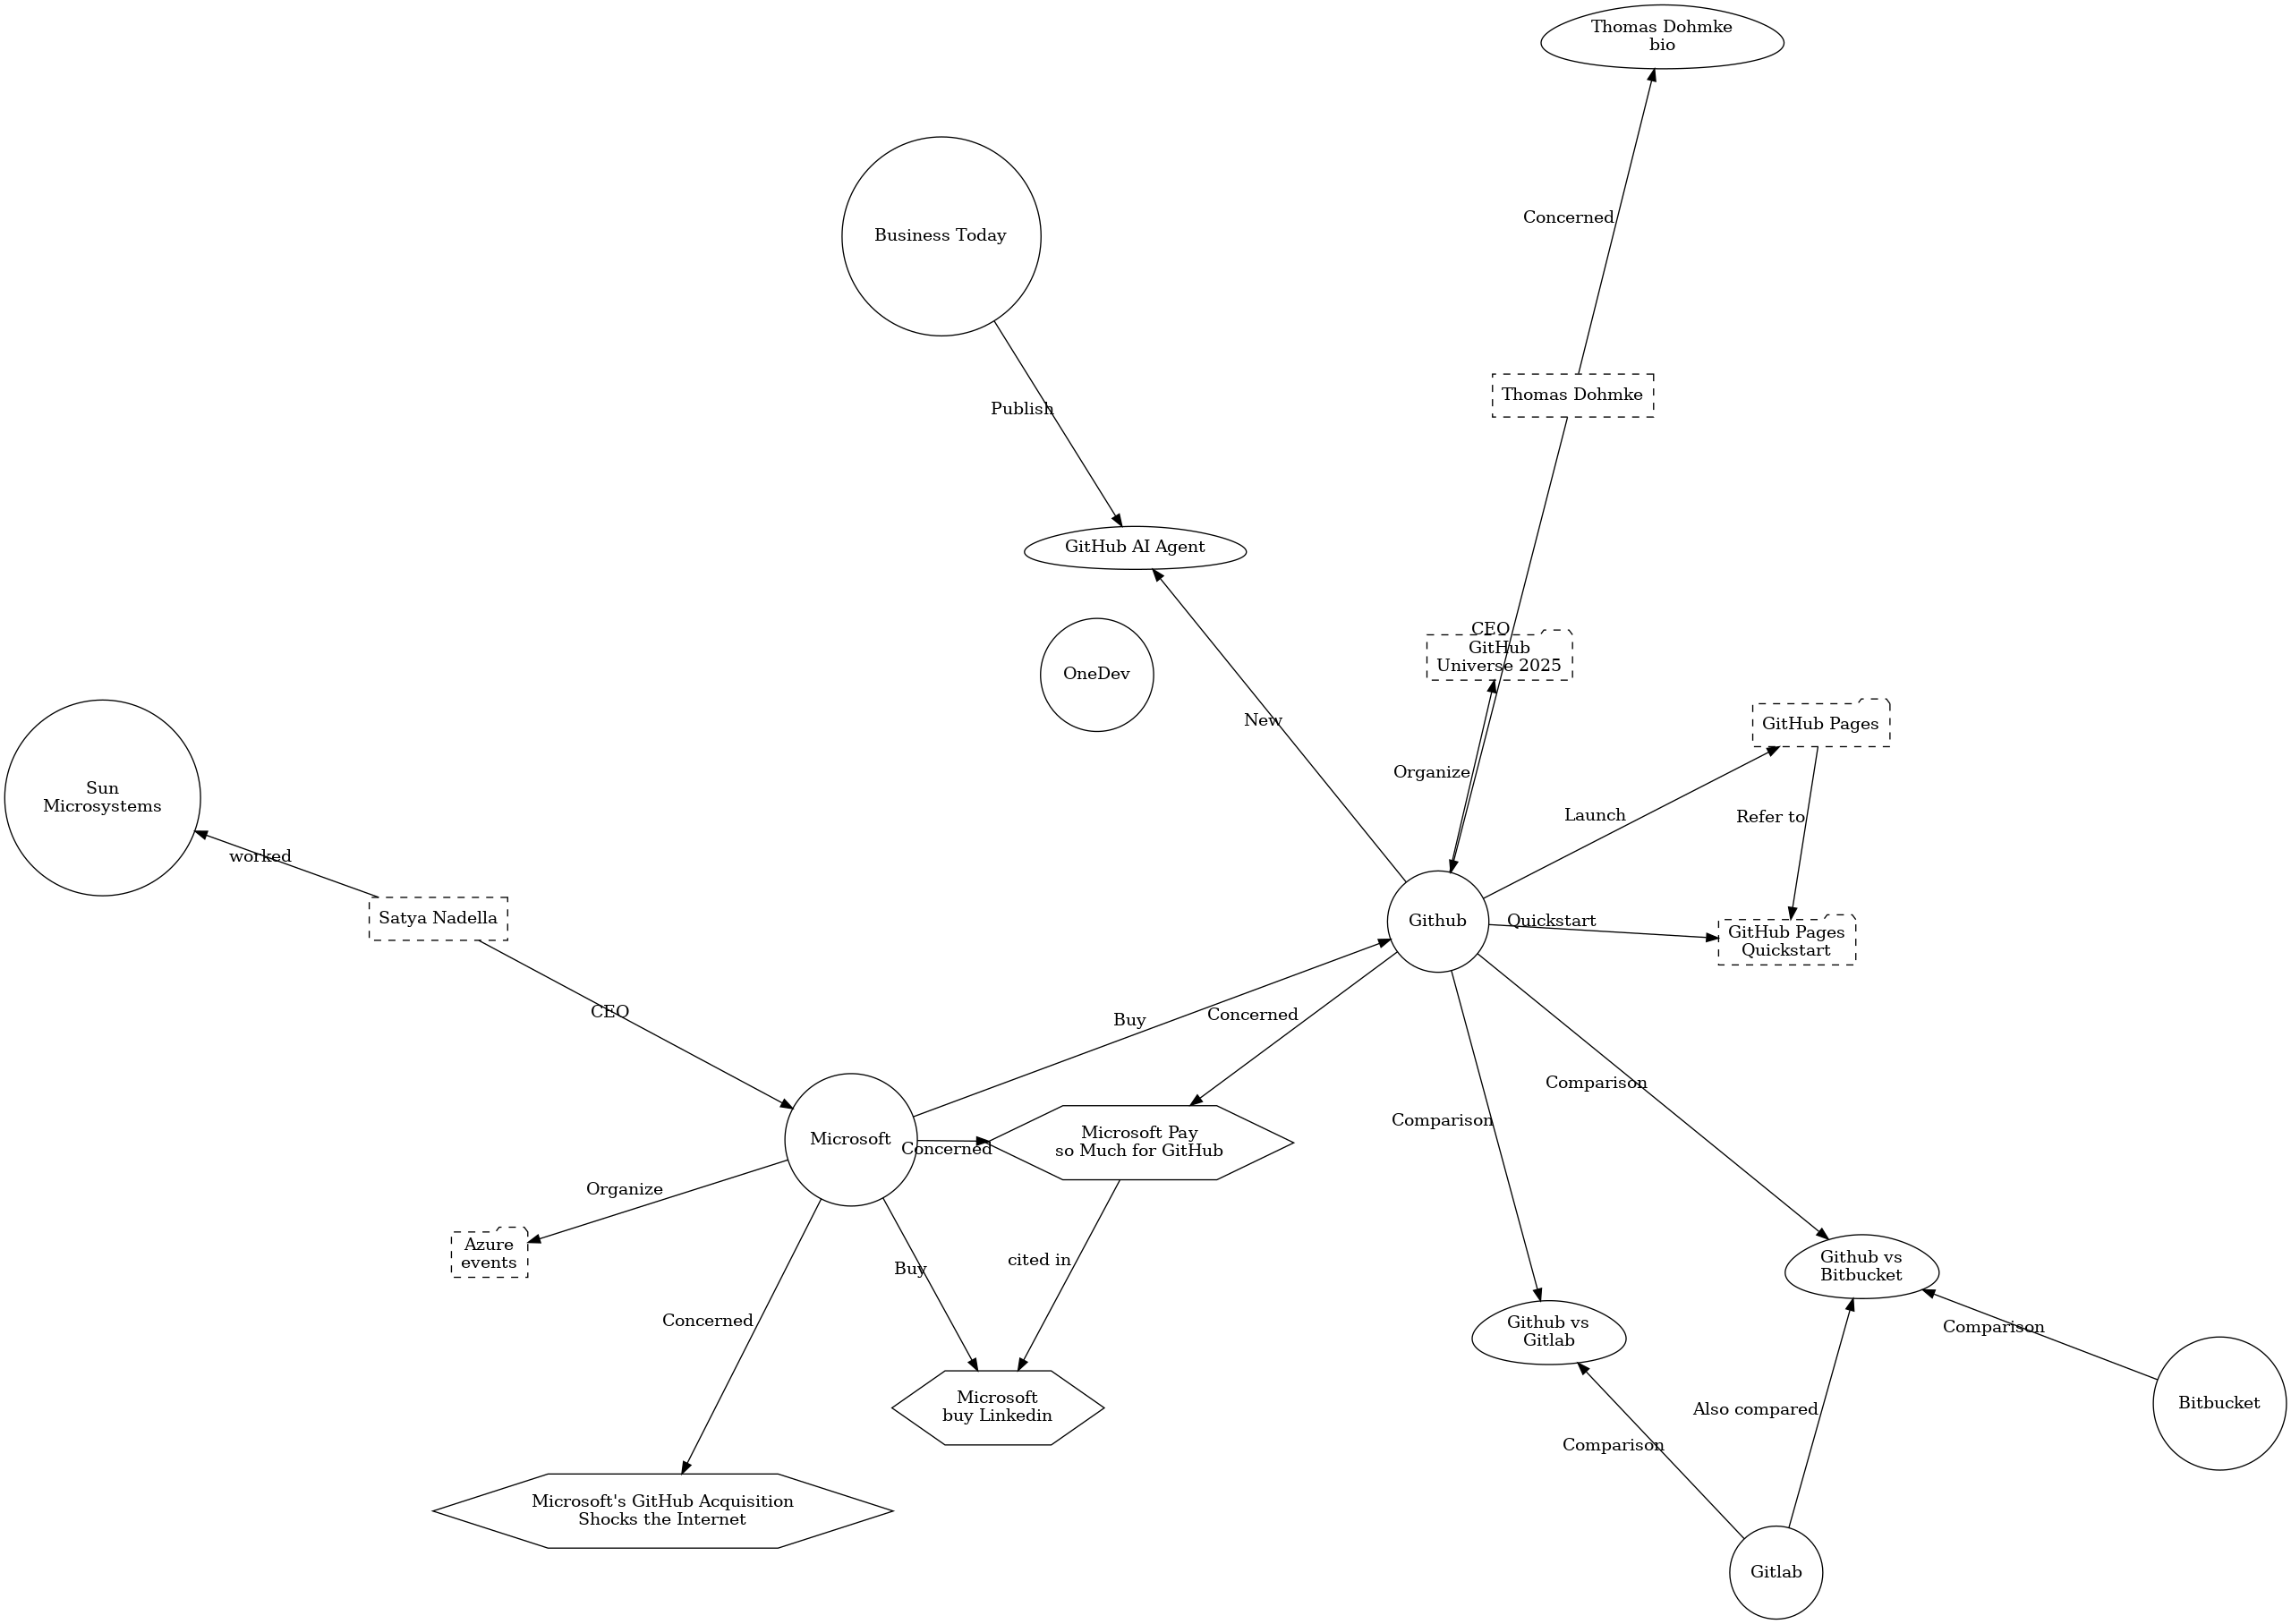 Thomas Dohmke
bio
Concerned
Business Today
Thomas Dohmke
Publish
GitHub AI Agent
CEO
GitHub
Universe 2025
OneDev
New
GitHub Pages
Organize
Sun
Microsystems
Launch
Refer to
worked
Satya Nadella
Github
Quickstart
GitHub Pages
Quickstart
CEO
Buy
Concerned
Comparison
Comparison
Microsoft
Concerned
Microsoft Pay
so Much for GitHub
Organize
Azure
events
Buy
cited in
Github vs
Bitbucket
Concerned
Github vs
Gitlab
Comparison
Microsoft
buy Linkedin
Also compared
Bitbucket
Comparison
Microsoft's GitHub Acquisition
Shocks the Internet
Gitlab